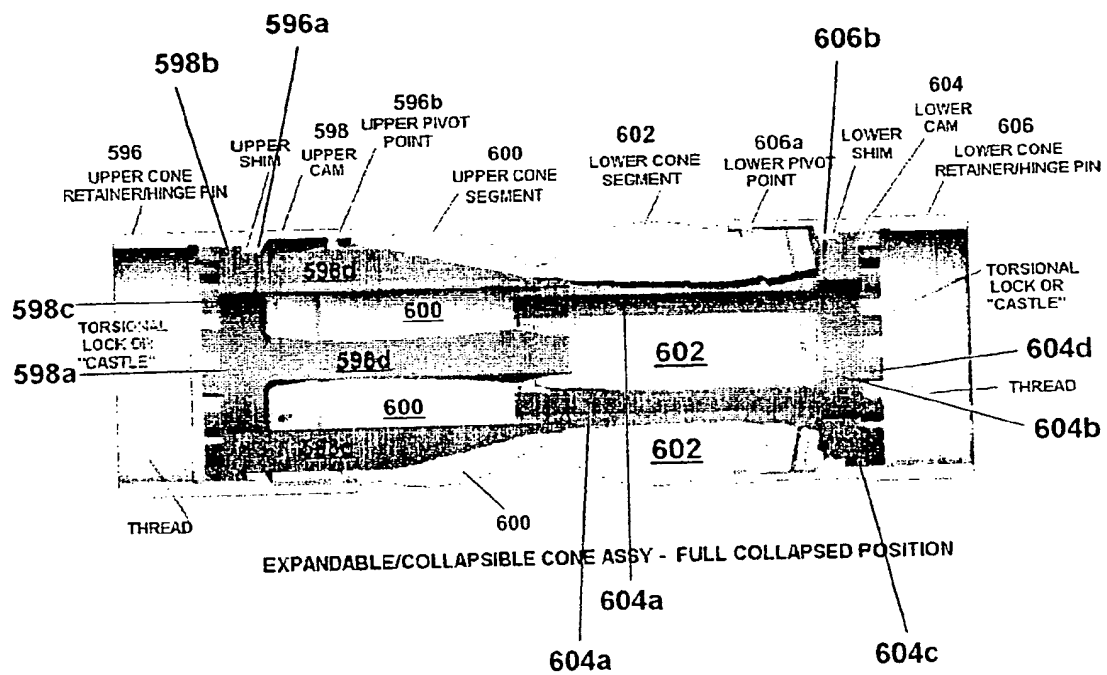 596a
606b
598b
604
596b
LOWER
CAM
598
UPPER PIVOT
POINT
602
606
596
UPPER
SHIM
UPPER
CAM
600
LOWER CONE
SEGMENT
606a
LOWER
SHIM
LOWER CONE
RETAINER/HINGE PIN
UPPER CONE
RETAINER/HINGE PIN
UPPER CONE
SEGMENT
LOWER PIVOT
POINT
598d
TORSIONAL
LOCK OR
"CASTLE"
598c
600
TORSIONAL
LOCK OR
"CASTLE"
602
604d
598a
598d
THREAD
600
604b
602
600
THREAD
EXPANDABLE/COLLAPSIBLE CONE ASSY - FULL COLLAPSED POSITION
604a
604c
604a